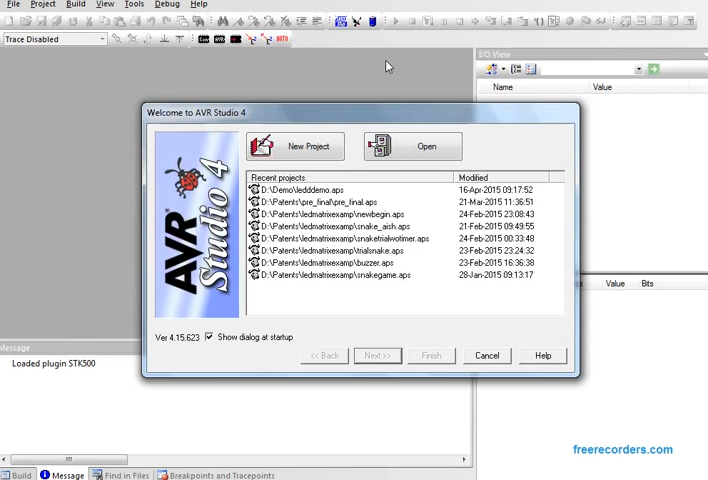 File Project Build View Tools Debug Help
Trace Disabled
AUTO
I/O View
Name Value
Welcome to AVR Studio 4
New Project Open
AVR Studio 4
Recent projects Modified
D:\Demo\ledddemo.aps 16-Apr-2015 09:17:52
D:\Patents\pre_final\pre_final.aps 21-Mar-2015 11:36:51
D:\Patents\ledmatrixexamp\newbegin.aps 24-Feb-2015 23:08:43
D:\Patents\ledmatrixexamp\snake_aish.aps 21-Feb-2015 09:49:55
D:\Patents\ledmatrixexamp\snaketrialwotimer.aps 24-Feb-2015 00:33:48
D:\Patents\ledmatrixexamp\trialsnake.aps 23-Feb-2015 23:24:32
D:\Patents\ledmatrixexamp\buzzer.aps 23-Feb-2015 16:36:38
D:\Patents\ledmatrixexamp\snakegame.aps 28-Jan-2015 09:13:17
Value Bits
Ver 4.15.623 Show dialog at startup
<< Back Next >> Finish Cancel Help
Message
Loaded plugin STK500
freerecorders.com
Build Message Find in Files Breakpoints and Tracepoints